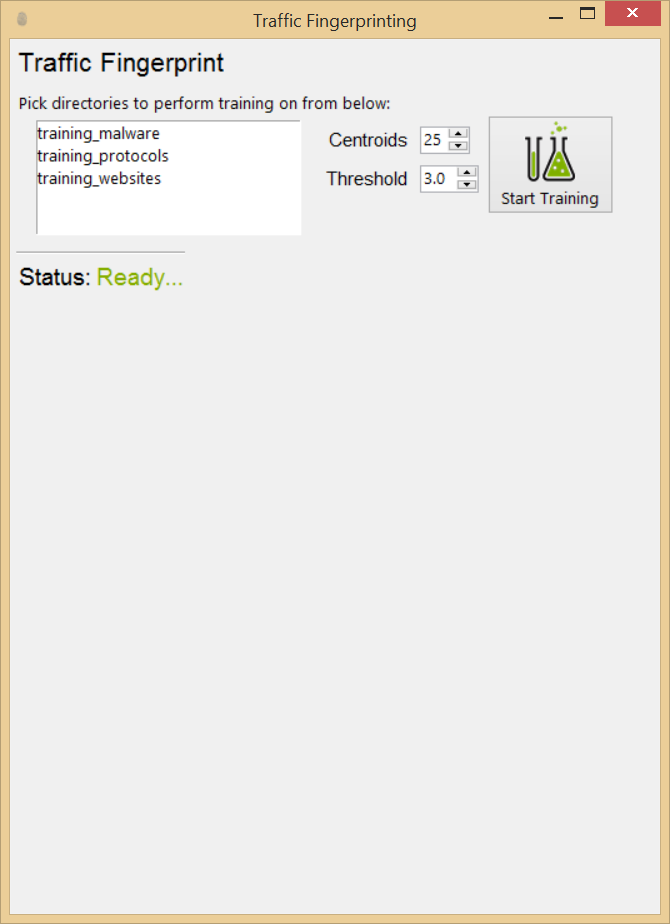 Traffic Fingerprinting
Traffic Fingerprint
Pick directories to perform training on from below:
training_malware
training_protocols
training_websites
Centroids 25
Threshold 3.0
Start Training
Status: Ready...